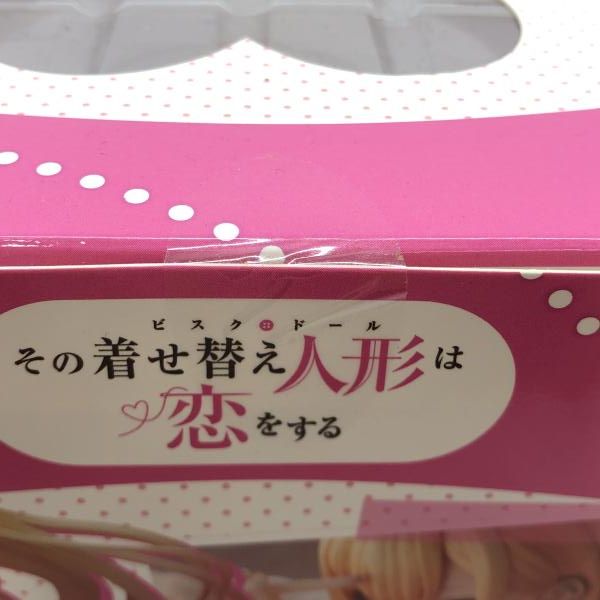 ビスク・ドール
その着せ替え人形は
恋をする